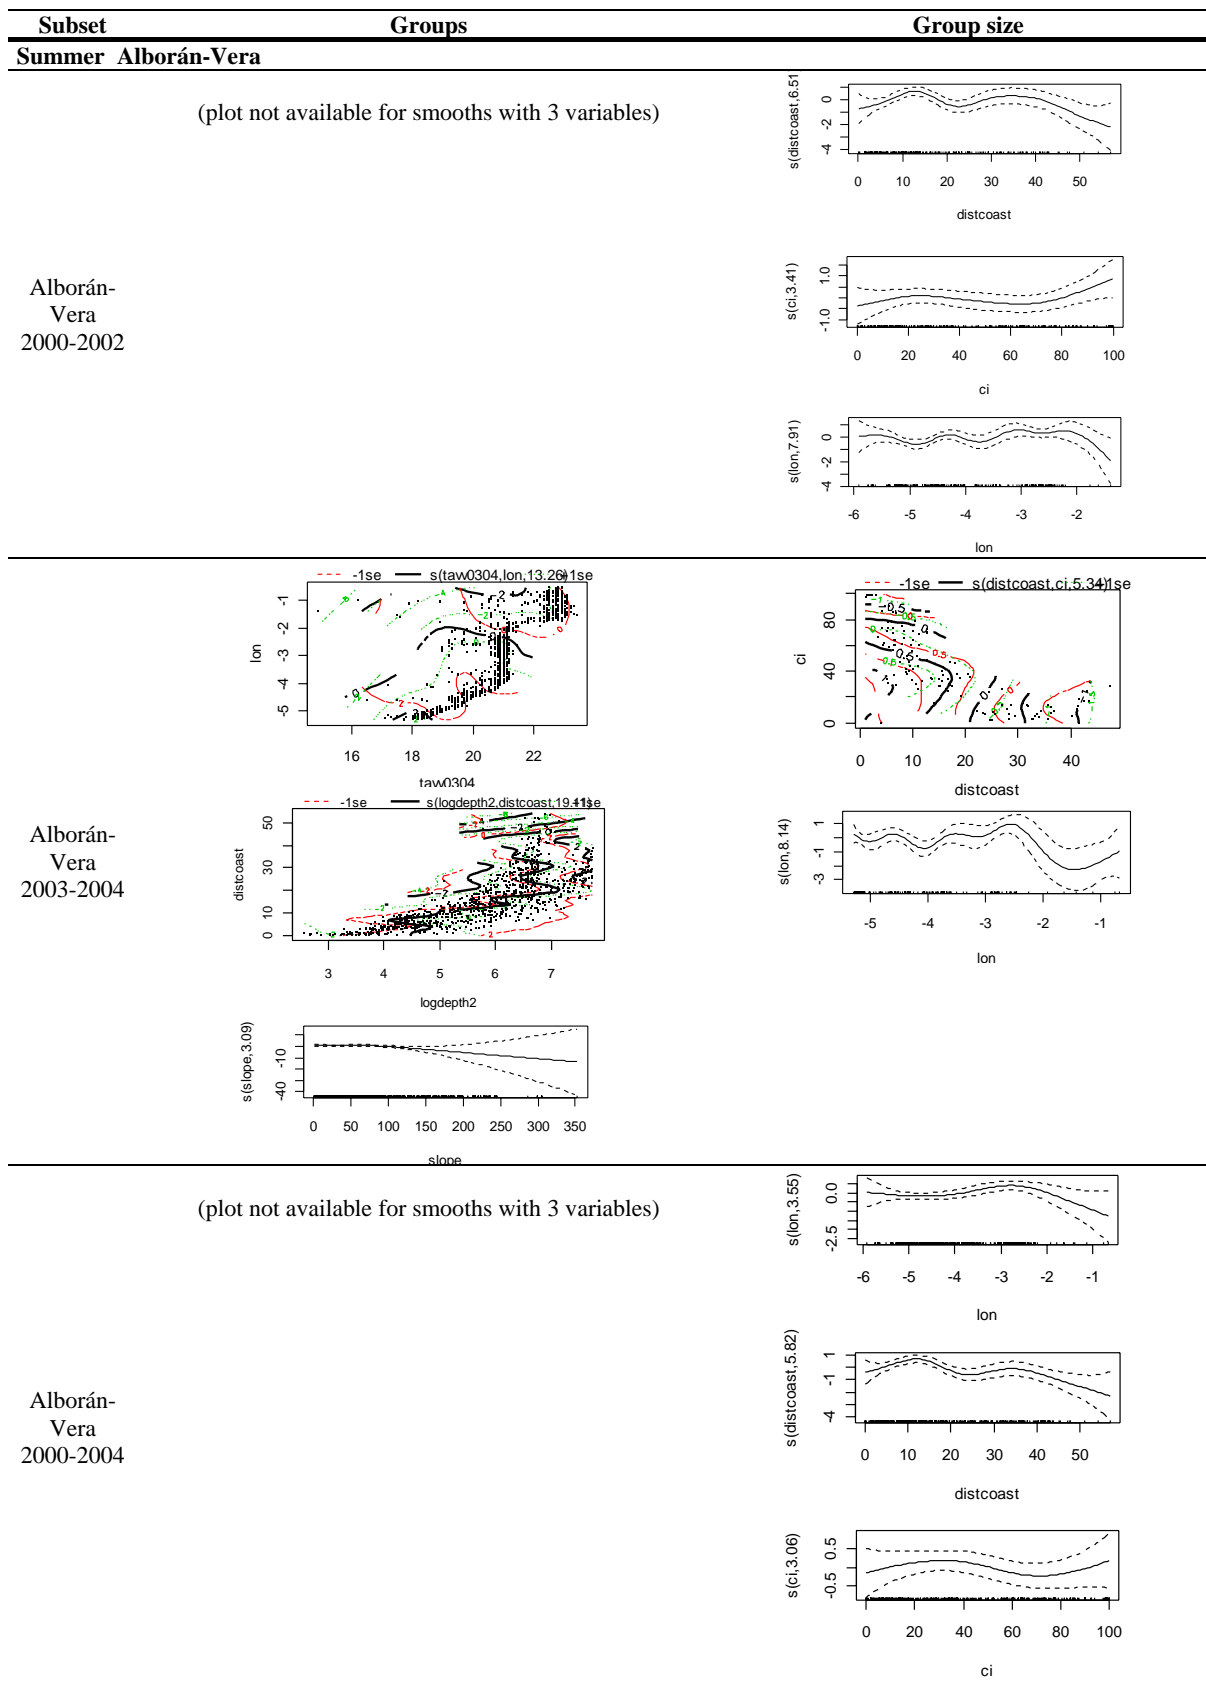 Subset Groups Group size
Summer Alborán-Vera
(plot not available for smooths with 3 variables)
s(distcoast,6.51)
0
-2
-4
0 10 20 30 40 50
distcoast
Alborán-
Vera
2000-2002
s(ci,3.41)
1.0
-1.0
0 20 40 60 80 100
ci
s(lon,7.91)
0
-2
-4
-6 -5 -4 -3 -2
lon
-1se s(taw0304,lon,13.26) +1se
lon
-1
-2
-3
-4
-5
16 18 20 22
taw0304
-1se s(distcoast,ci,5.34) +1se
ci
80
40
0
0 10 20 30 40
distcoast
Alborán-
Vera
2003-2004
-1se s(logdepth2,distcoast,19.11) +1se
distcoast
50
30
10
0
3 4 5 6 7
logdepth2
s(lon,8.14)
1
-1
-3
-5 -4 -3 -2 -1
lon
s(slope,3.09)
-10
-40
0 50 100 150 200 250 300 350
slope
(plot not available for smooths with 3 variables)
s(lon,3.55)
0.0
-2.5
-6 -5 -4 -3 -2 -1
lon
Alborán-
Vera
2000-2004
s(distcoast,5.82)
1
-1
-4
0 10 20 30 40 50
distcoast
s(ci,3.06)
0.5
-0.5
0 20 40 60 80 100
ci